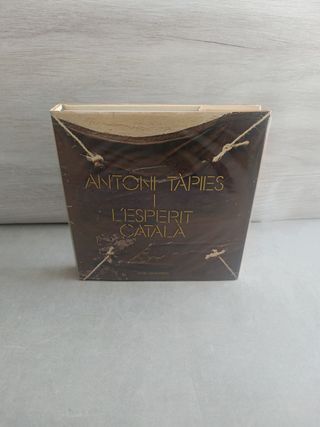 ANTONI TÀPIES
I
L'ESPERIT
CATALÀ